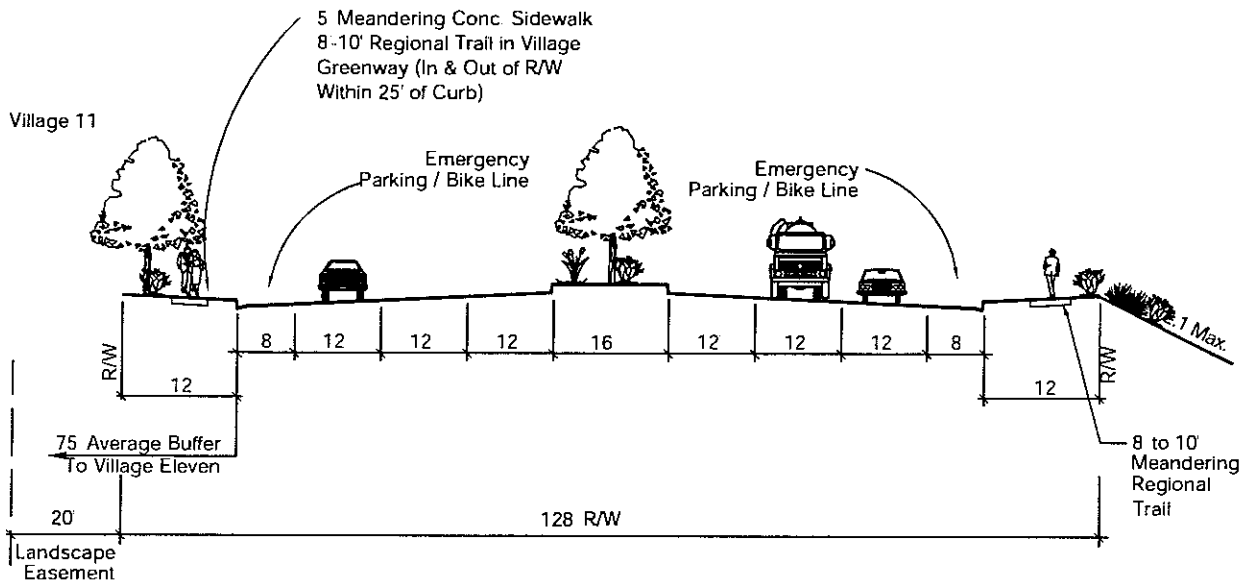 5 Meandering Conc. Sidewalk
8'-10' Regional Trail in Village
Greenway (In & Out of R/W
Within 25' of Curb)
Village 11
Emergency
Parking / Bike Line
Emergency
Parking / Bike Line
8
12
12
12
16
12
12
12
8
.1 Max.
R/W
12
12
R/W
75 Average Buffer
To Village Eleven
8 to 10'
Meandering
Regional
Trail
20'
128 R/W
Landscape
Easement